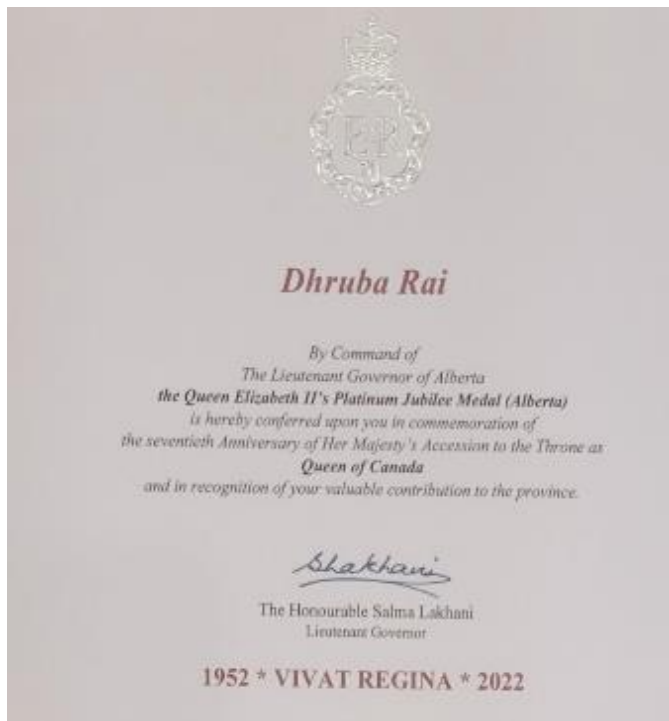 EIIR
Dhruba Rai
By Command of
The Lieutenant Governor of Alberta
the Queen Elizabeth II's Platinum Jubilee Medal (Alberta)
is hereby conferred upon you in commemoration of
the seventieth Anniversary of Her Majesty's Accession to the Throne as
Queen of Canada
and in recognition of your valuable contribution to the province.
SLakhani
The Honourable Salma Lakhani
Lieutenant Governor
1952 * VIVAT REGINA * 2022